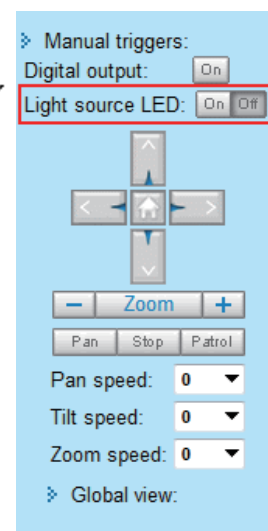 Manual triggers:
Digital output: On
Light source LED: On Off
− Zoom +
Pan Stop Patrol
Pan speed: 0
Tilt speed: 0
Zoom speed: 0
Global view: